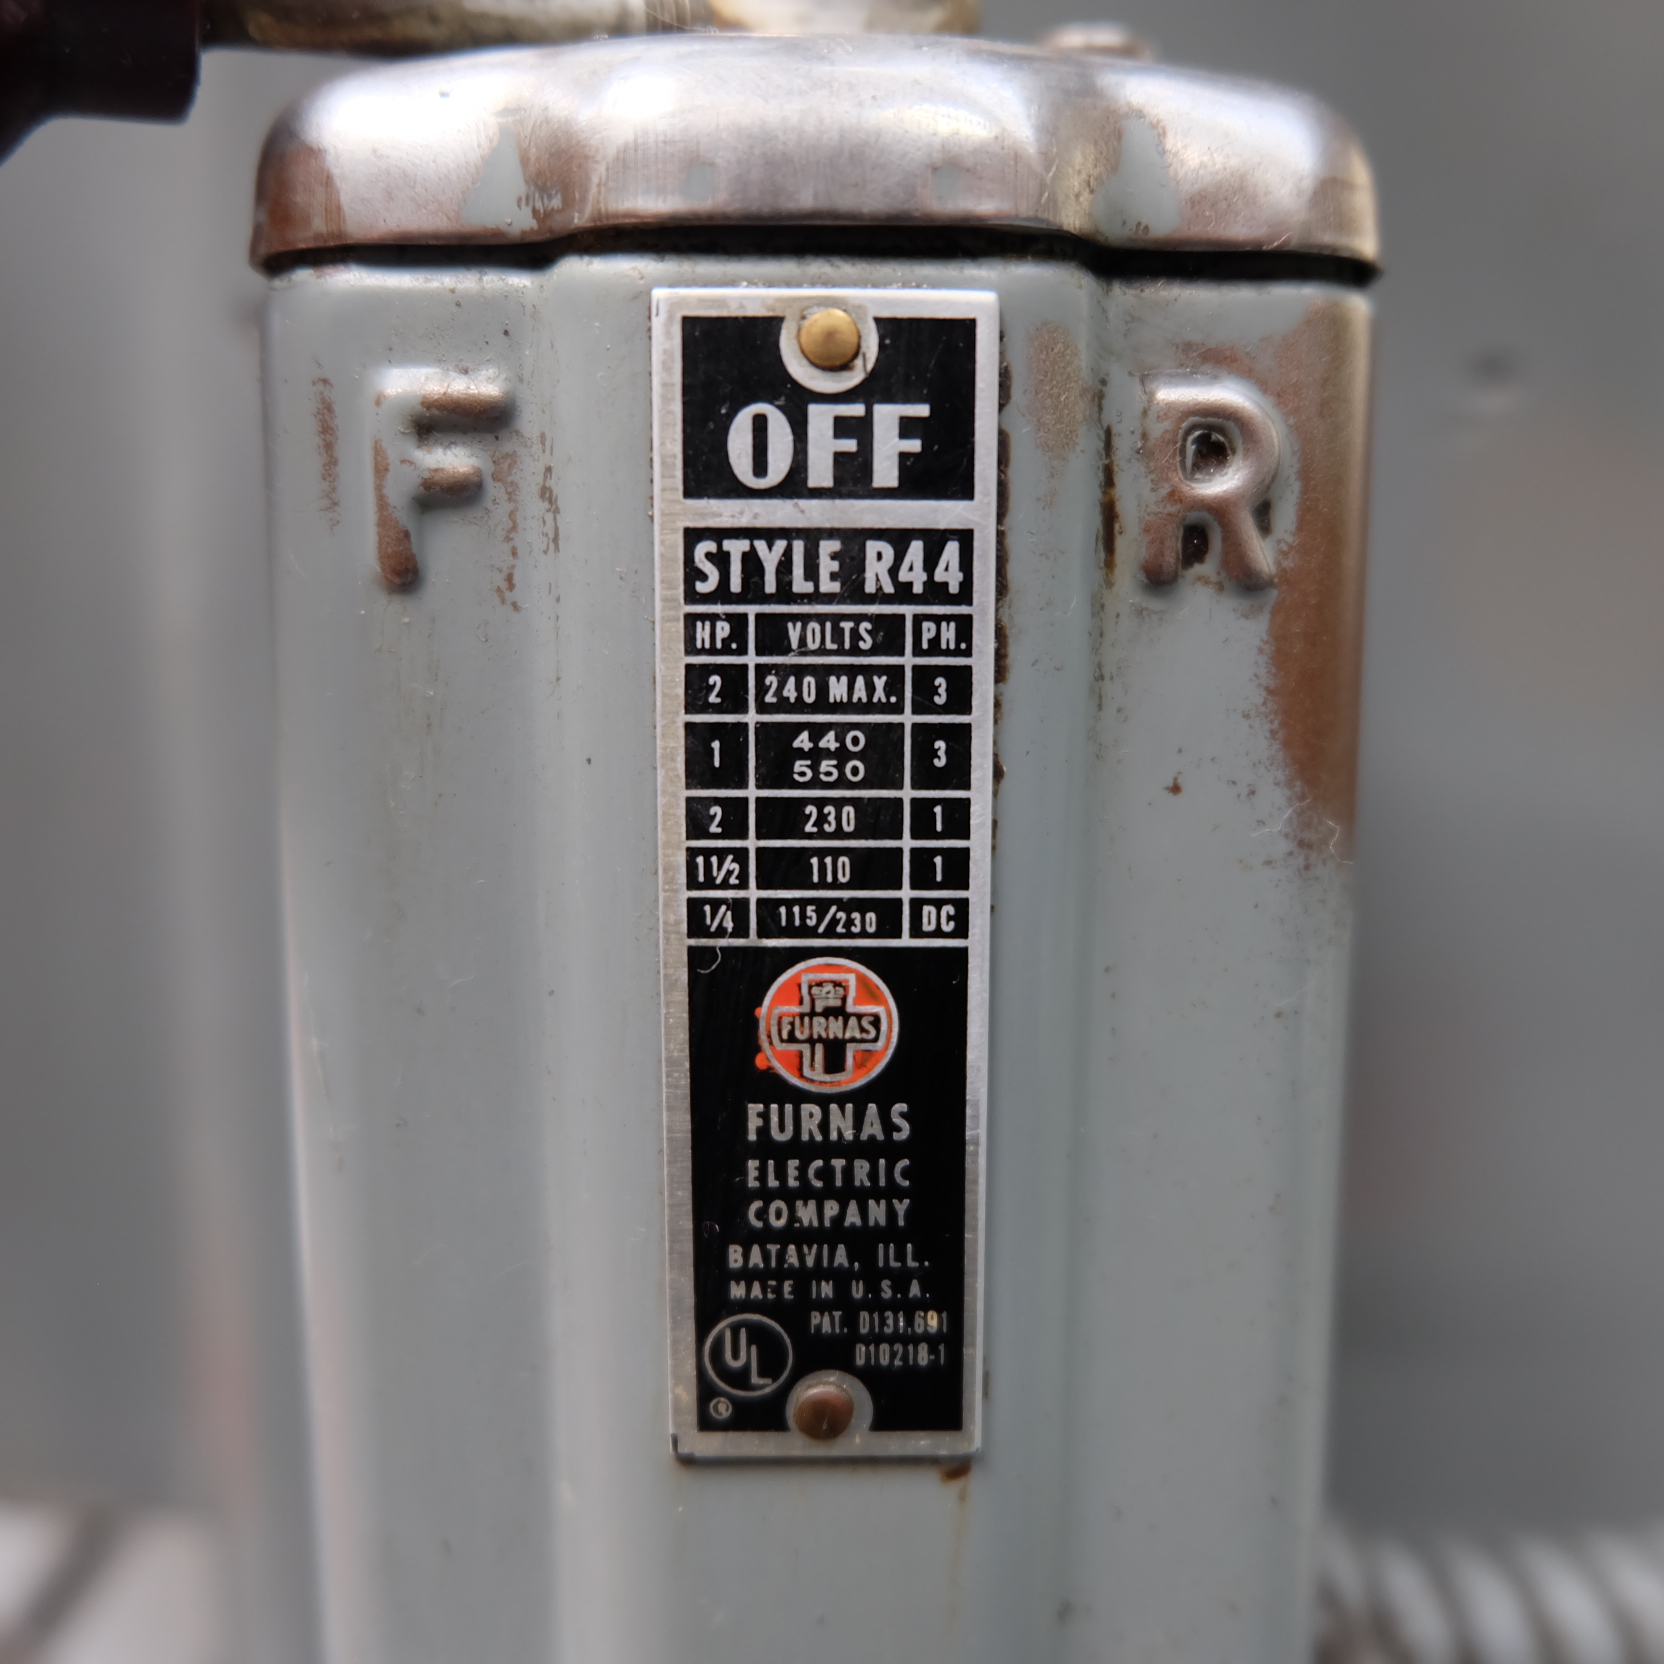 F
R
OFF
STYLE R44
HP. VOLTS PH.
2 240 MAX. 3
1 440 550 3
2 230 1
1½ 110 1
¼ 115/230 DC
FURNAS
FURNAS
ELECTRIC
COMPANY
BATAVIA, ILL.
MADE IN U.S.A.
PAT. D131,691
UL D10218-1
®